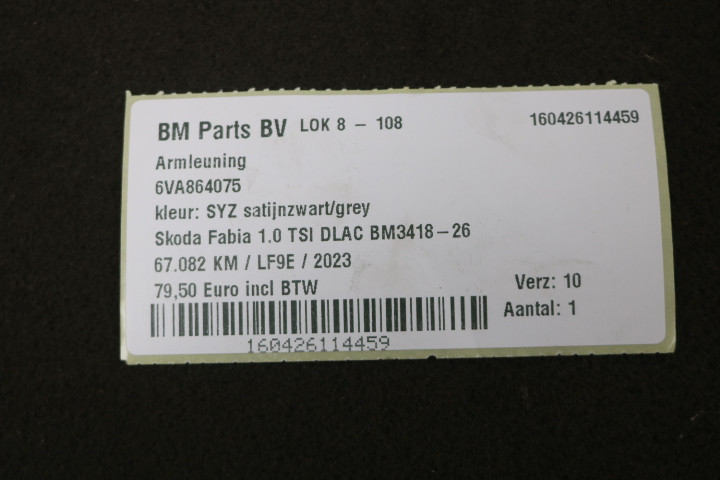 BM Parts BV LOK 8 - 108 160426114459
Armleuning
6VA864075
kleur: SYZ satijnzwart/grey
Skoda Fabia 1.0 TSI DLAC BM3418-26
67.082 KM / LF9E / 2023
79,50 Euro incl BTW Verz: 10
Aantal: 1
160426114459